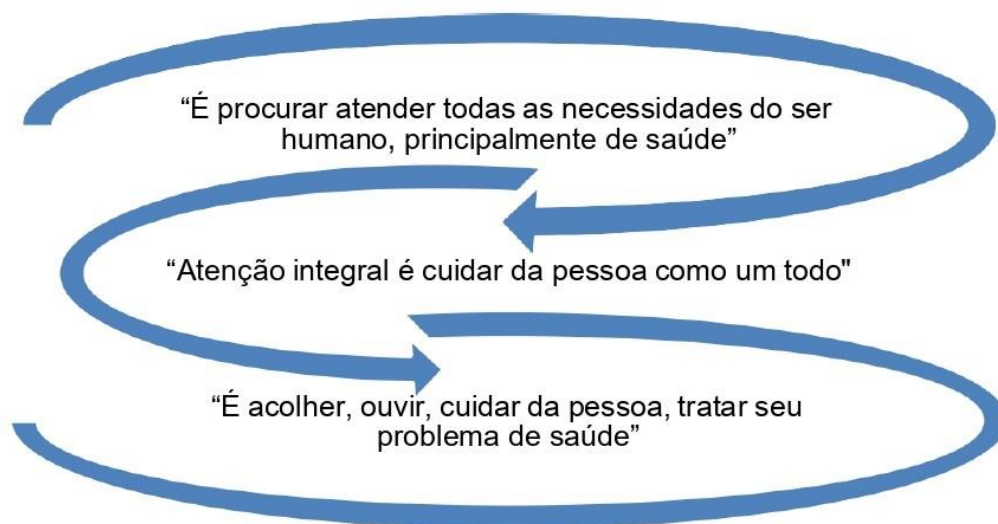 “É procurar atender todas as necessidades do ser
humano, principalmente de saúde”
“Atenção integral é cuidar da pessoa como um todo"
“É acolher, ouvir, cuidar da pessoa, tratar seu
problema de saúde”